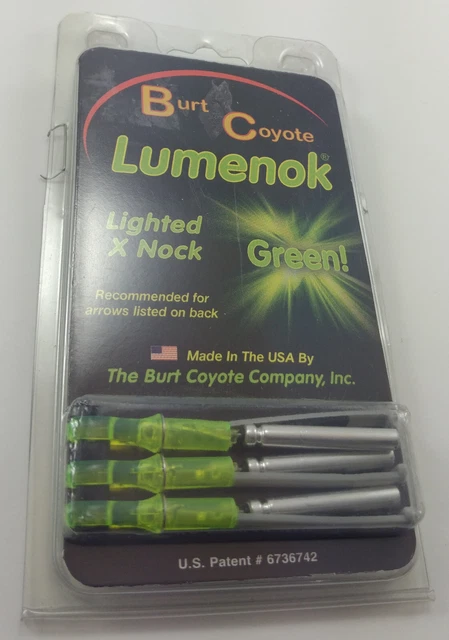 Burt Coyote
Lumenok®
Lighted
X Nock
Green!
Recommended for
arrows listed on back
Made In The USA By
The Burt Coyote Company, Inc.
U.S. Patent # 6736742